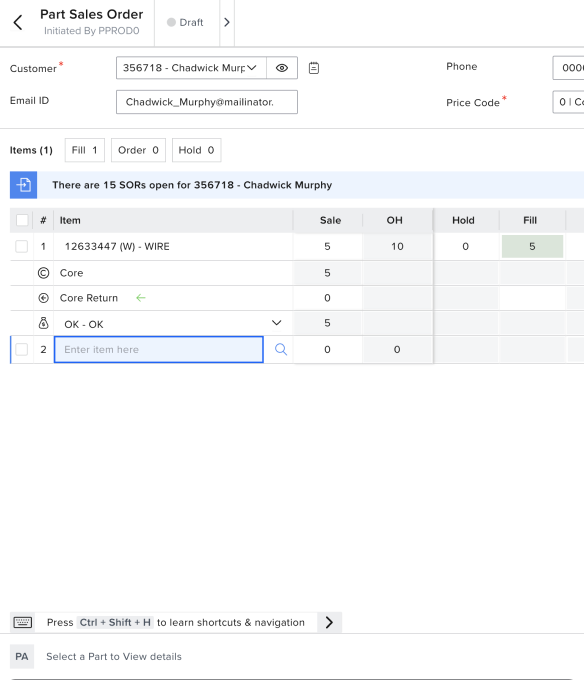 Part Sales Order
Initiated By PPROD0
Draft
Customer*
356718 - Chadwick Murp
Phone
0000
Email ID
Chadwick_Murphy@mailinator.
Price Code*
0 | Co
Items (1)
Fill 1
Order 0
Hold 0
There are 15 SORs open for 356718 - Chadwick Murphy
# Item Sale OH Hold Fill
1 12633447 (W) - WIRE 5 10 0 5
© Core 5
Core Return 0
OK - OK 5
2 Enter item here 0 0
Press Ctrl + Shift + H to learn shortcuts & navigation
PA Select a Part to View details